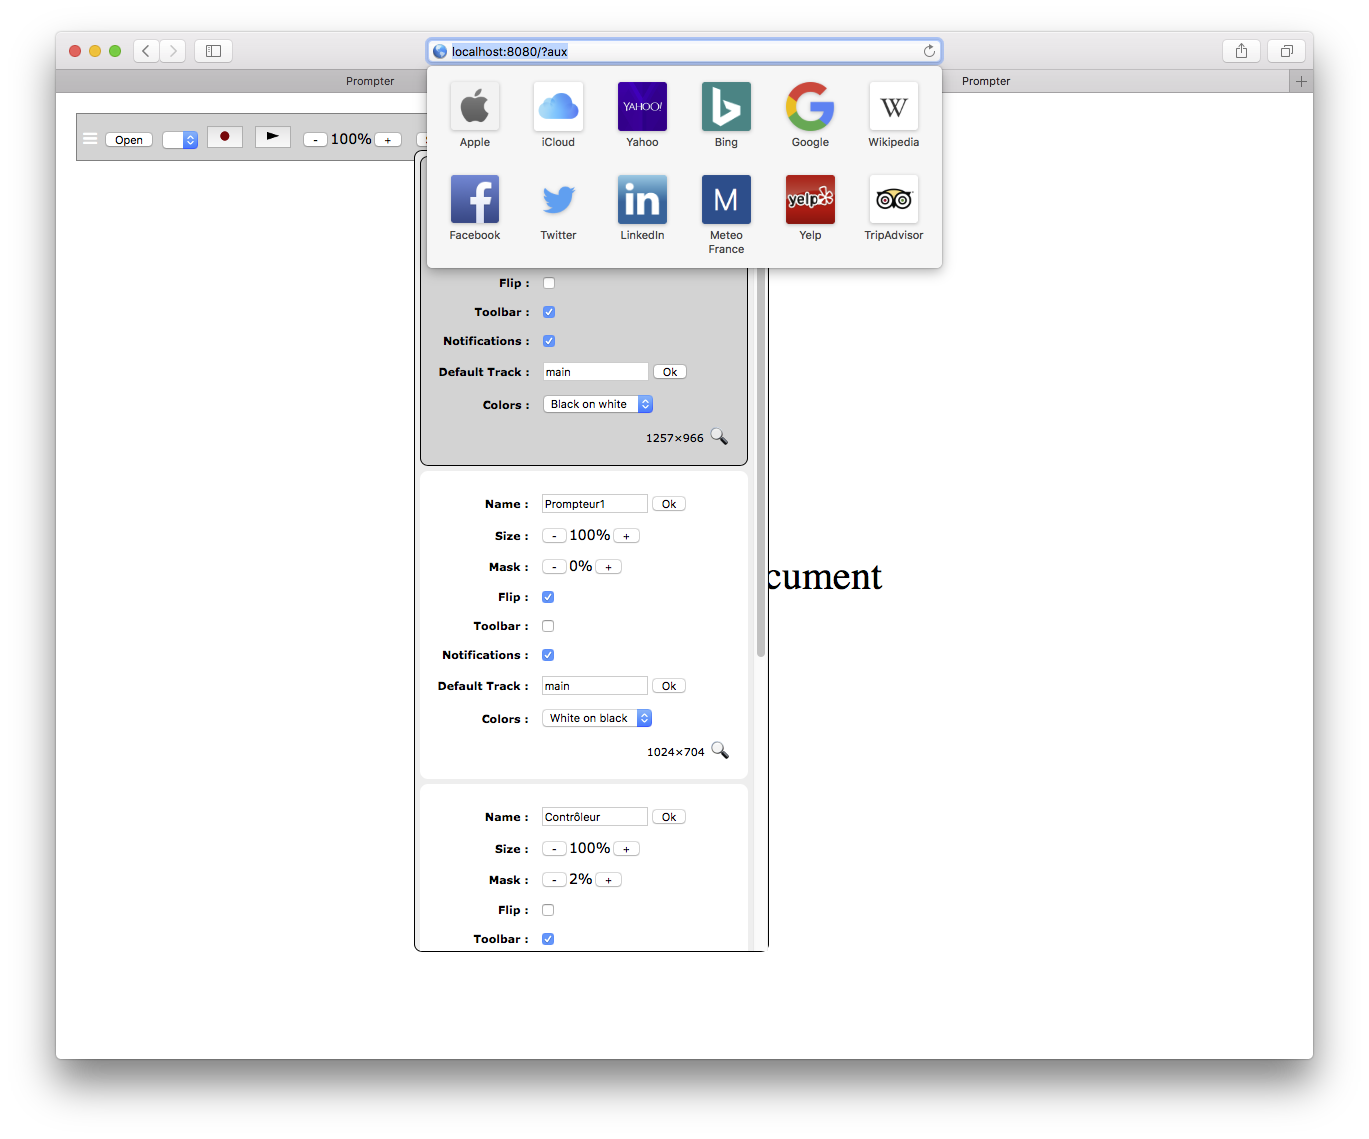 localhost:8080/?aux
Prompter
Prompter
Open
- 100% +
Apple
iCloud
YAHOO!
Yahoo
Bing
Google
W
Wikipedia
Facebook
Twitter
in
LinkedIn
M
Meteo
France
yelp
Yelp
TripAdvisor
Flip :
Toolbar :
Notifications :
Default Track : main Ok
Colors : Black on white
1257×966
Name : Prompteur1 Ok
Size : - 100% +
Mask : - 0% +
Flip :
Toolbar :
Notifications :
Default Track : main Ok
Colors : White on black
1024×704
cument
Name : Contrôleur Ok
Size : - 100% +
Mask : - 2% +
Flip :
Toolbar :